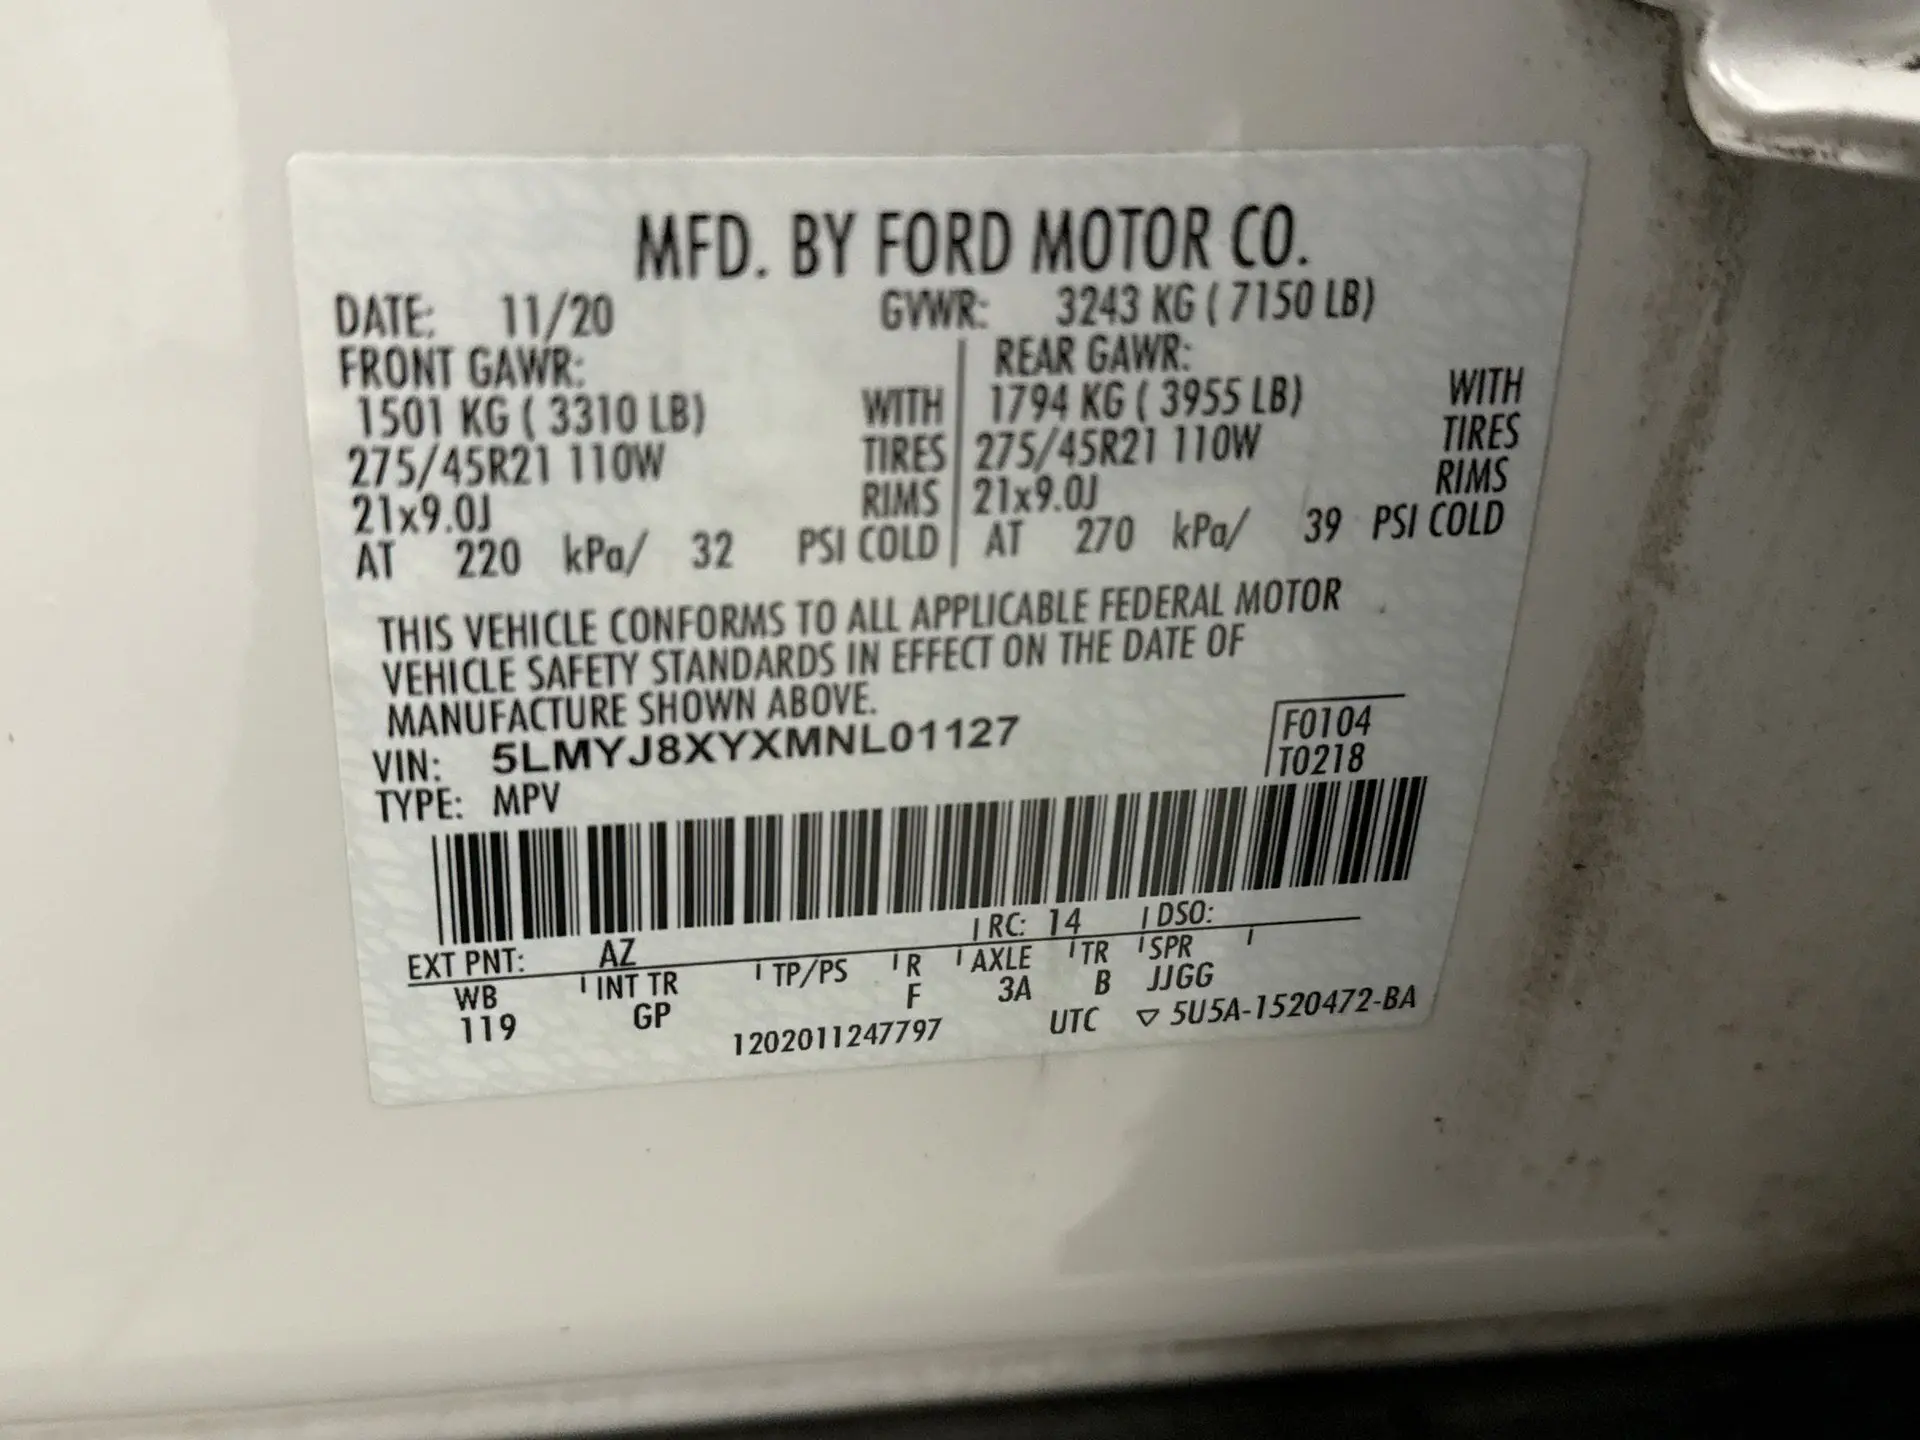 MFD. BY FORD MOTOR CO.
DATE: 11/20 GVWR: 3243 KG ( 7150 LB)
FRONT GAWR: REAR GAWR:
1501 KG ( 3310 LB) WITH 1794 KG ( 3955 LB) WITH
275/45R21 110W TIRES 275/45R21 110W TIRES
21x9.0J RIMS 21x9.0J RIMS
AT 220 kPa/ 32 PSI COLD AT 270 kPa/ 39 PSI COLD
THIS VEHICLE CONFORMS TO ALL APPLICABLE FEDERAL MOTOR
VEHICLE SAFETY STANDARDS IN EFFECT ON THE DATE OF
MANUFACTURE SHOWN ABOVE.
VIN: 5LMYJ8XYXMNL01127 F0104
TYPE: MPV T0218
EXT PNT: AZ RC: 14 DSO:
WB INT TR TP/PS R AXLE TR SPR
119 GP F 3A B JJGG
1202011247797 UTC ▽ 5U5A-1520472-BA